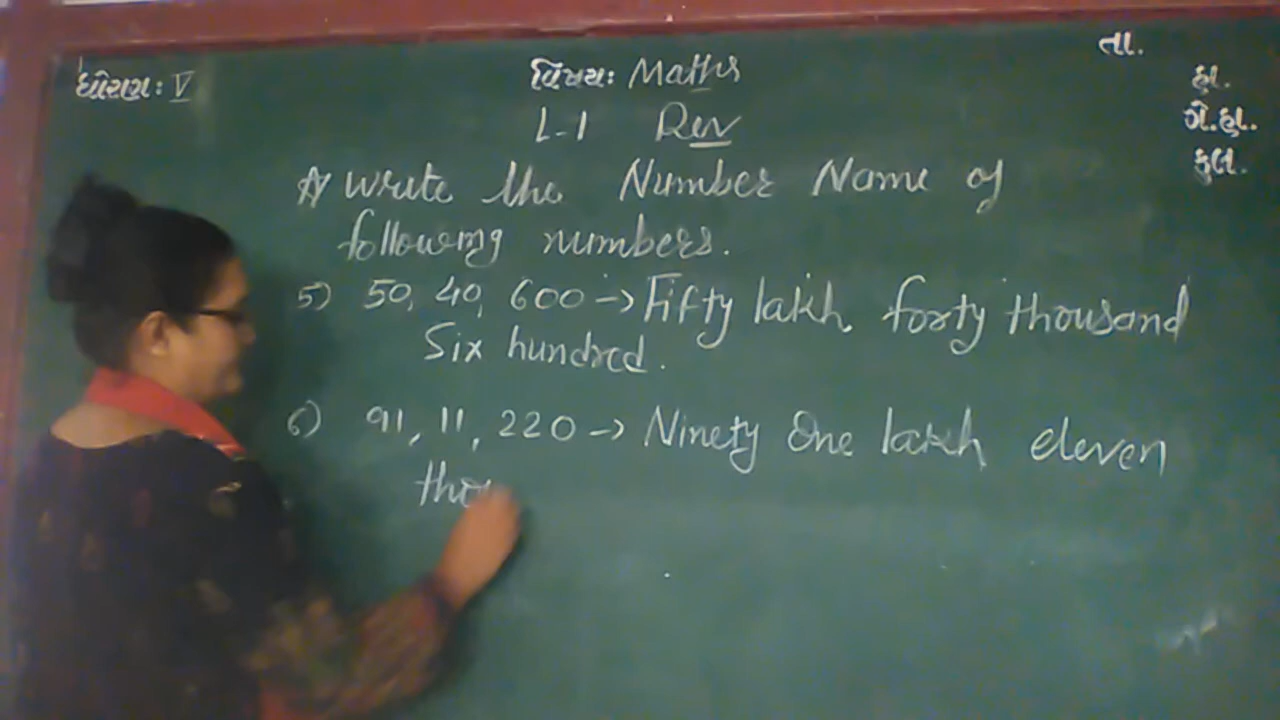 ધોરણ: V
વિષય: Maths
તા.
હા.
ગે.હા.
કુલ.
L-1 Rev
☆ Write the Number Name of
following numbers.
5) 50, 40, 600 → Fifty lakh forty thousand
Six hundred.
6) 91, 11, 220 → Ninety One lakh eleven
thou